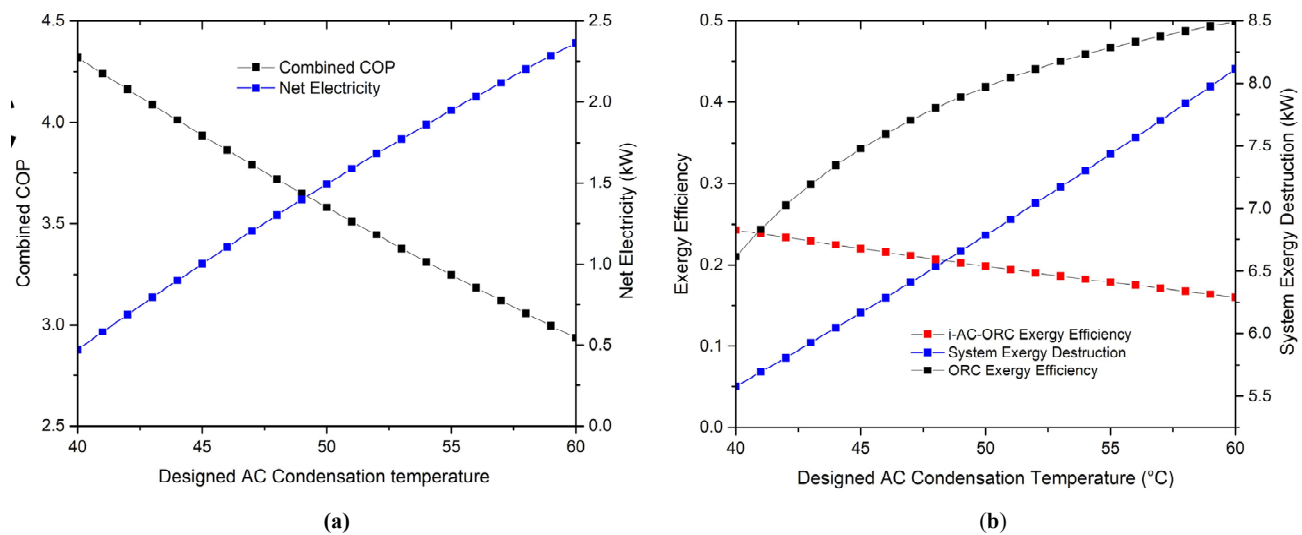 4.5
4.0
3.5
3.0
2.5
Combined COP
Combined COP
Net Electricity
2.5
2.0
1.5
1.0
0.5
0.0
Net Electricity (kW)
40 45 50 55 60
Designed AC Condensation temperature
(a)
0.5
0.4
0.3
0.2
0.1
0.0
Exergy Efficiency
i-AC-ORC Exergy Efficiency
System Exergy Destruction
ORC Exergy Efficiency
8.5
8.0
7.5
7.0
6.5
6.0
5.5
System Exergy Destruction (kW)
40 45 50 55 60
Designed AC Condensation Temperature (°C)
(b)